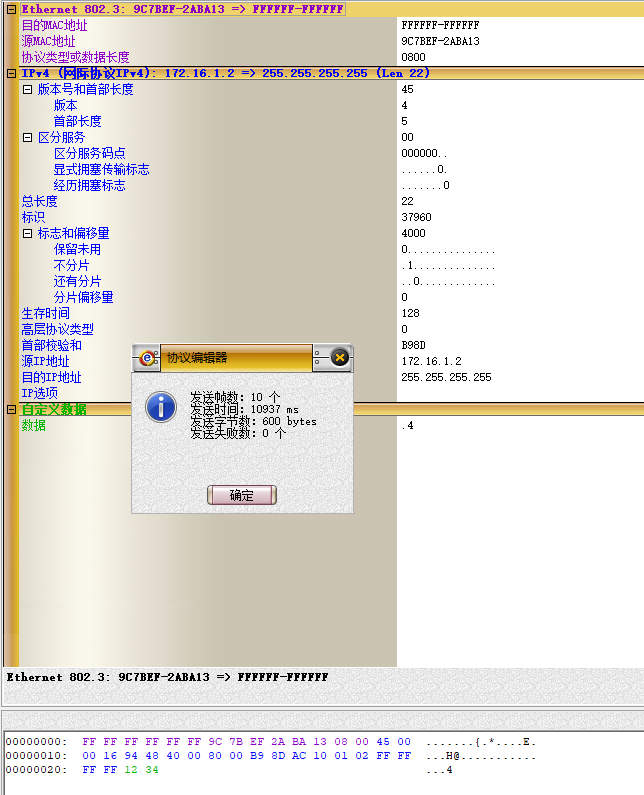 Ethernet 802.3: 9C7BEF-2ABA13 => FFFFFF-FFFFFF
目的MAC地址 FFFFFF-FFFFFF
源MAC地址 9C7BEF-2ABA13
协议类型或数据长度 0800
IPv4 (网际协议IPv4): 172.16.1.2 => 255.255.255.255 (Len 22)
版本号和首部长度 45
版本 4
首部长度 5
区分服务 00
区分服务码点 000000..
显式拥塞传输标志 ......0.
经历拥塞标志 .......0
总长度 22
标识 37960
标志和偏移量 4000
保留未用 0...............
不分片 .1..............
还有分片 ..0.............
分片偏移量 0
生存时间 128
高层协议类型 0
首部校验和 B98D
源IP地址 172.16.1.2
目的IP地址 255.255.255.255
IP选项
自定义数据
数据 .4
协议编辑器
发送帧数: 10 个
发送时间: 10937 ms
发送字节数: 600 bytes
发送失败数: 0 个
确定
Ethernet 802.3: 9C7BEF-2ABA13 => FFFFFF-FFFFFF
00000000: FF FF FF FF FF FF 9C 7B EF 2A BA 13 08 00 45 00 .......{.*....E.
00000010: 00 16 94 48 40 00 80 00 B9 8D AC 10 01 02 FF FF ...H@...........
00000020: FF FF 12 34 ...4